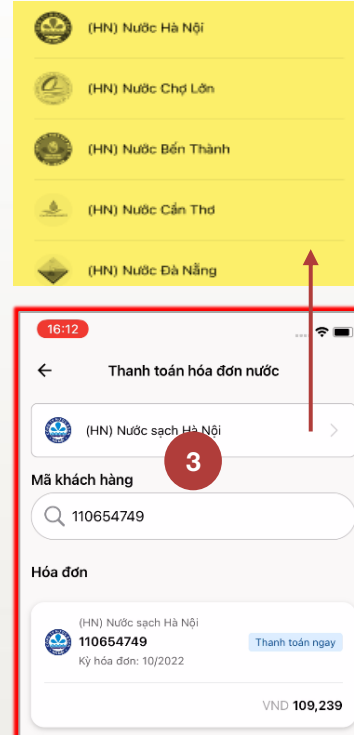 (HN) Nước Hà Nội
(HN) Nước Chợ Lớn
(HN) Nước Bến Thành
(HN) Nước Cần Thơ
(HN) Nước Đà Nẵng
16:12
Thanh toán hóa đơn nước
(HN) Nước sạch Hà Nội
3
Mã khách hàng
110654749
Hóa đơn
(HN) Nước sạch Hà Nội
110654749 Thanh toán ngay
Kỳ hóa đơn: 10/2022
VND 109,239